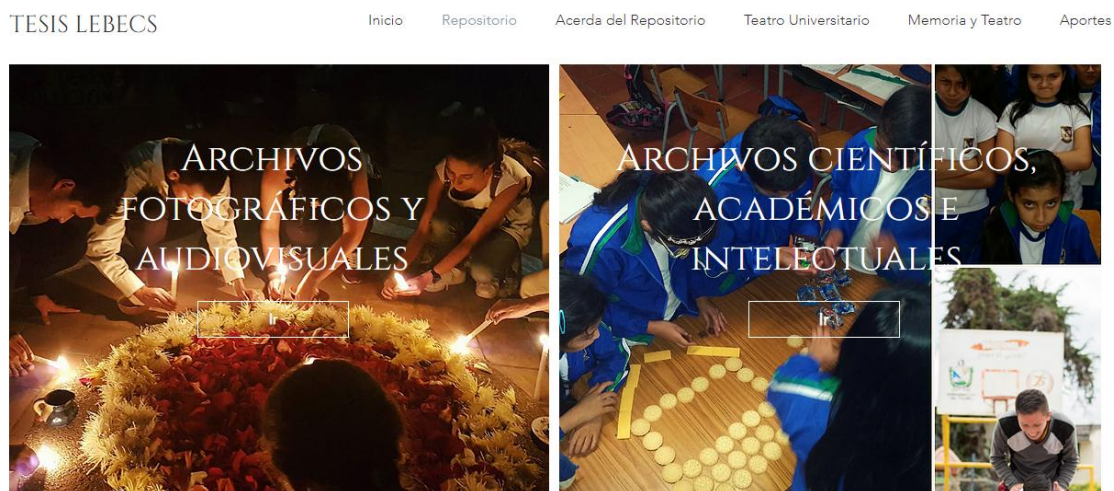 TESIS LEBECS
Inicio Repositorio Acerda del Repositorio Teatro Universitario Memoria y Teatro Aportes
Archivos
fotográficos y
audiovisuales
Ir
Archivos científicos,
académicos e
intelectuales
Ir